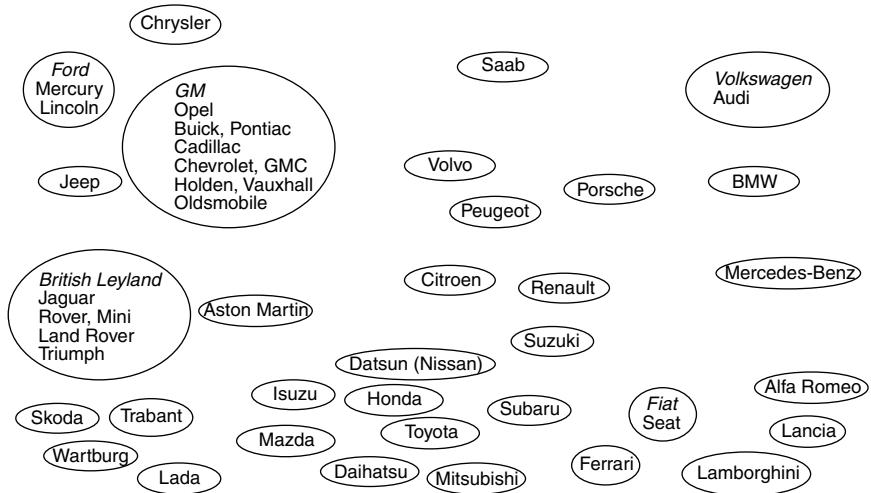 Chrysler
Ford
Mercury
Lincoln
GM
Opel
Buick, Pontiac
Cadillac
Chevrolet, GMC
Holden, Vauxhall
Oldsmobile
Saab
Volkswagen
Audi
Jeep
Volvo
Peugeot
Porsche
BMW
British Leyland
Jaguar
Rover, Mini
Land Rover
Triumph
Aston Martin
Citroen
Renault
Mercedes-Benz
Suzuki
Datsun (Nissan)
Isuzu
Honda
Subaru
Fiat
Seat
Alfa Romeo
Skoda
Trabant
Mazda
Toyota
Lancia
Wartburg
Lada
Daihatsu
Mitsubishi
Ferrari
Lamborghini